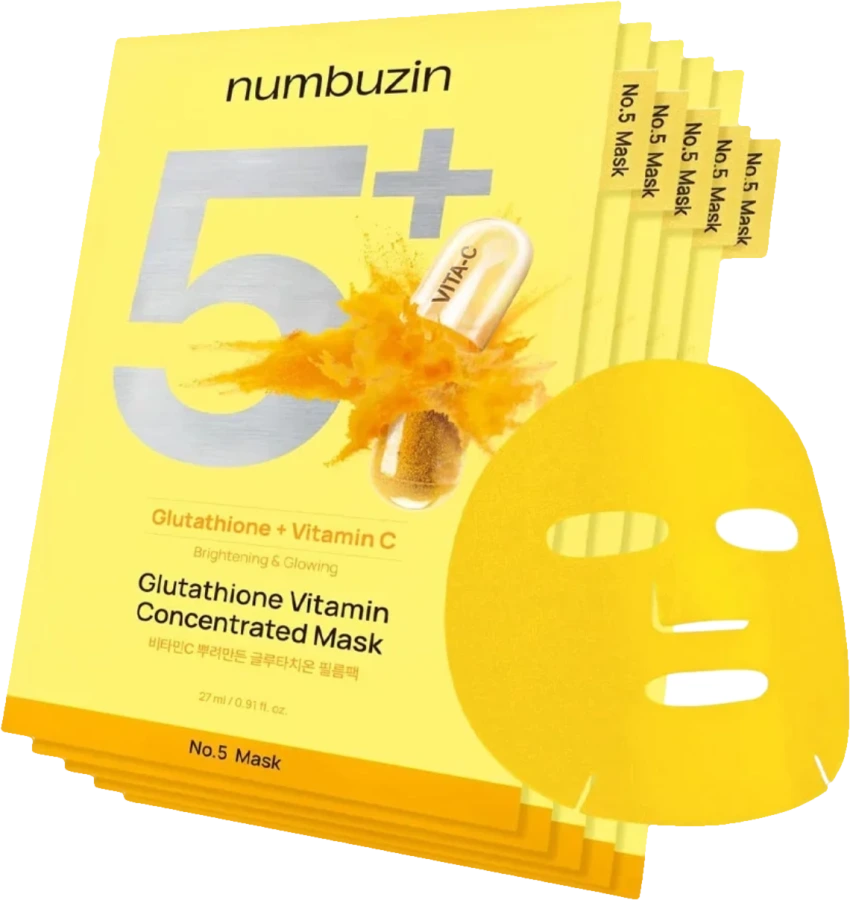 numbuzin
5+
VITA-C
Glutathione + Vitamin C
Brightening & Glowing
Glutathione Vitamin
Concentrated Mask
비타민C 뿌려만든 글루타치온 필름팩
27 ml / 0.91 fl. oz.
No.5 Mask
No.5 Mask
No.5 Mask
No.5 Mask
No.5 Mask
No.5 Mask